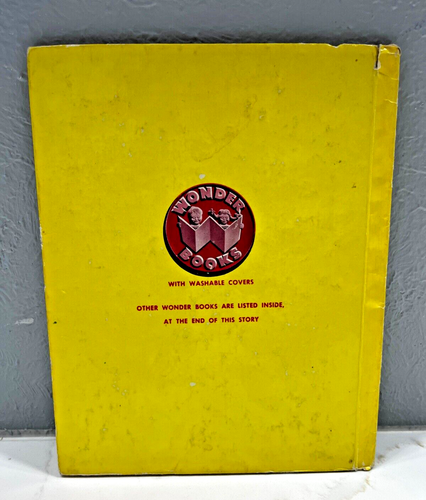 WONDER
BOOKS
WITH WASHABLE COVERS
OTHER WONDER BOOKS ARE LISTED INSIDE,
AT THE END OF THIS STORY